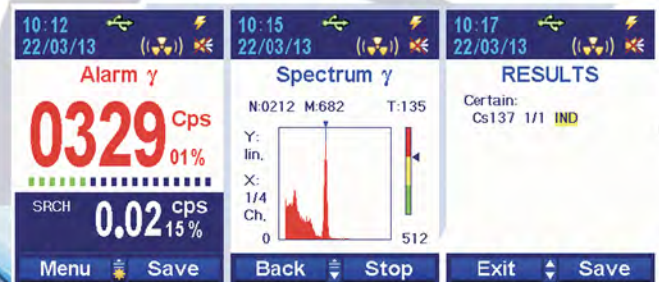 10:12
22/03/13
Alarm γ
0329 Cps
01%
SRCH 0.02 cps
15%
Menu Save
10:15
22/03/13
Spectrum γ
N:0212 M:682 T:135
Y:
lin.
X:
1/4
Ch.
0 512
Back Stop
10:17
22/03/13
RESULTS
Certain:
Cs137 1/1 IND
Exit Save